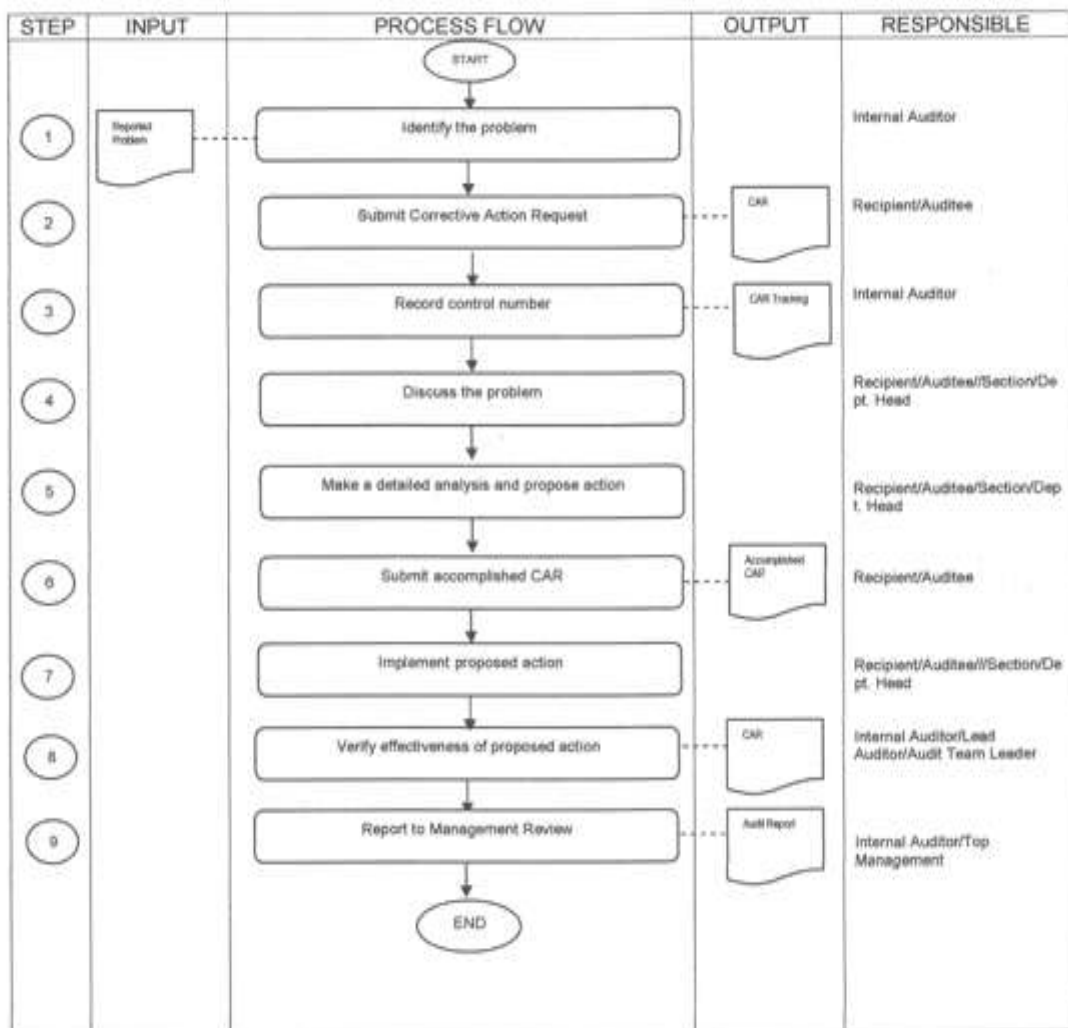 STEP INPUT PROCESS FLOW OUTPUT RESPONSIBLE
START
1 Reported
Problem
Identify the problem
Internal Auditor
2 Submit Corrective Action Request CAR Recipient/Auditee
3 Record control number CAR Tracking Internal Auditor
4 Discuss the problem Recipient/Auditee//Section/De
pt. Head
5 Make a detailed analysis and propose action Recipient/Auditee/Section/Dep
t. Head
6 Submit accomplished CAR Accomplished
CAR
Recipient/Auditee
7 Implement proposed action Recipient/Auditee///Section/De
pt. Head
8 Verify effectiveness of proposed action CAR Internal Auditor/Lead
Auditor/Audit Team Leader
9 Report to Management Review Audit Report Internal Auditor/Top
Management
END